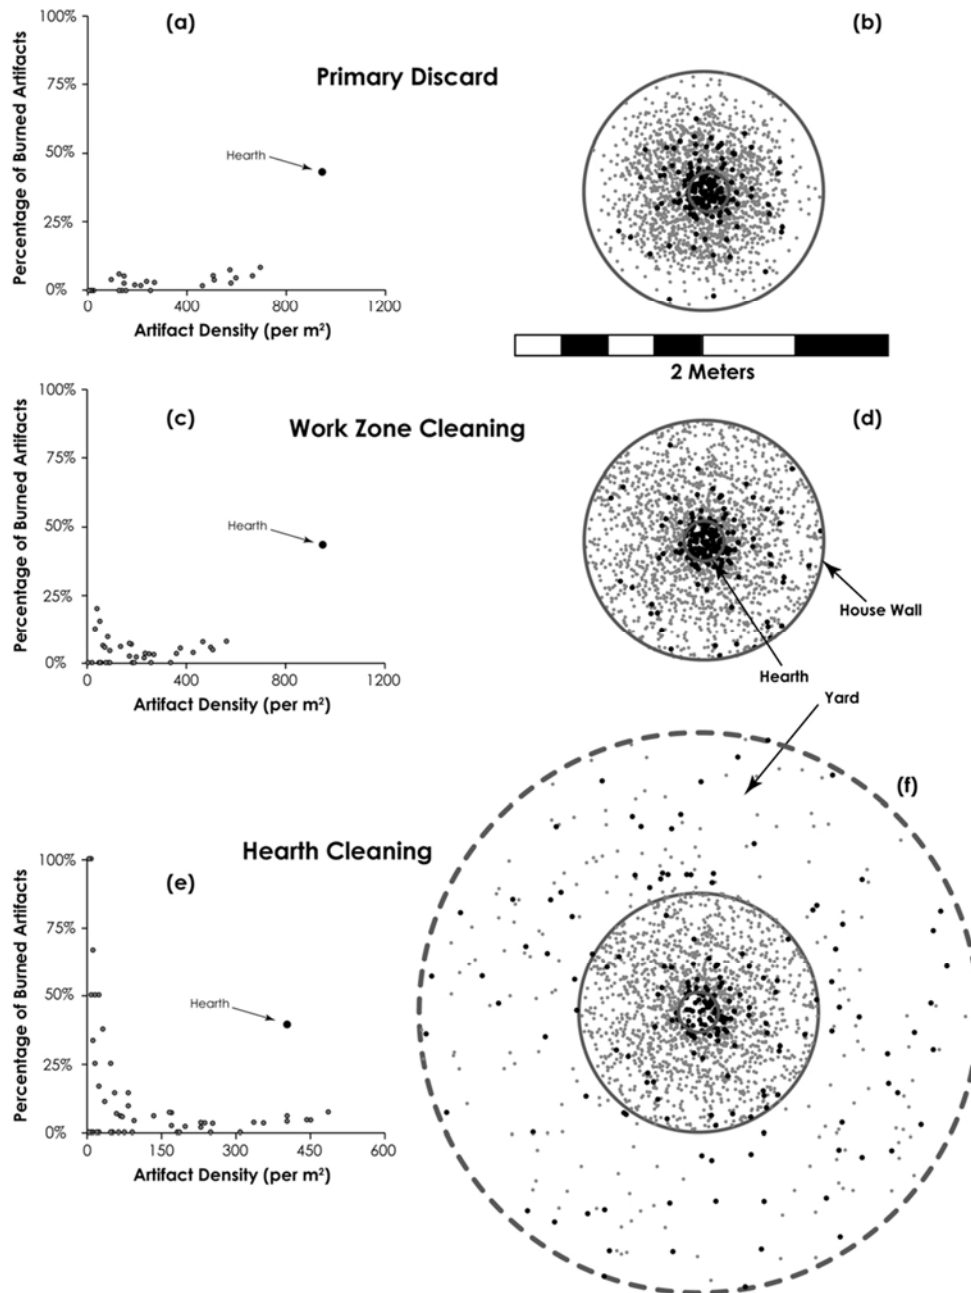 (a)
(b)
Primary Discard
Percentage of Burned Artifacts
100%
75%
50%
25%
0%
Hearth
0
400
800
1200
Artifact Density (per m²)
2 Meters
(c)
(d)
Work Zone Cleaning
Percentage of Burned Artifacts
100%
75%
50%
25%
0%
Hearth
0
400
800
1200
Artifact Density (per m²)
House Wall
Hearth
Yard
(f)
Hearth Cleaning
(e)
Percentage of Burned Artifacts
100%
75%
50%
25%
0%
Hearth
0
150
300
450
600
Artifact Density (per m²)